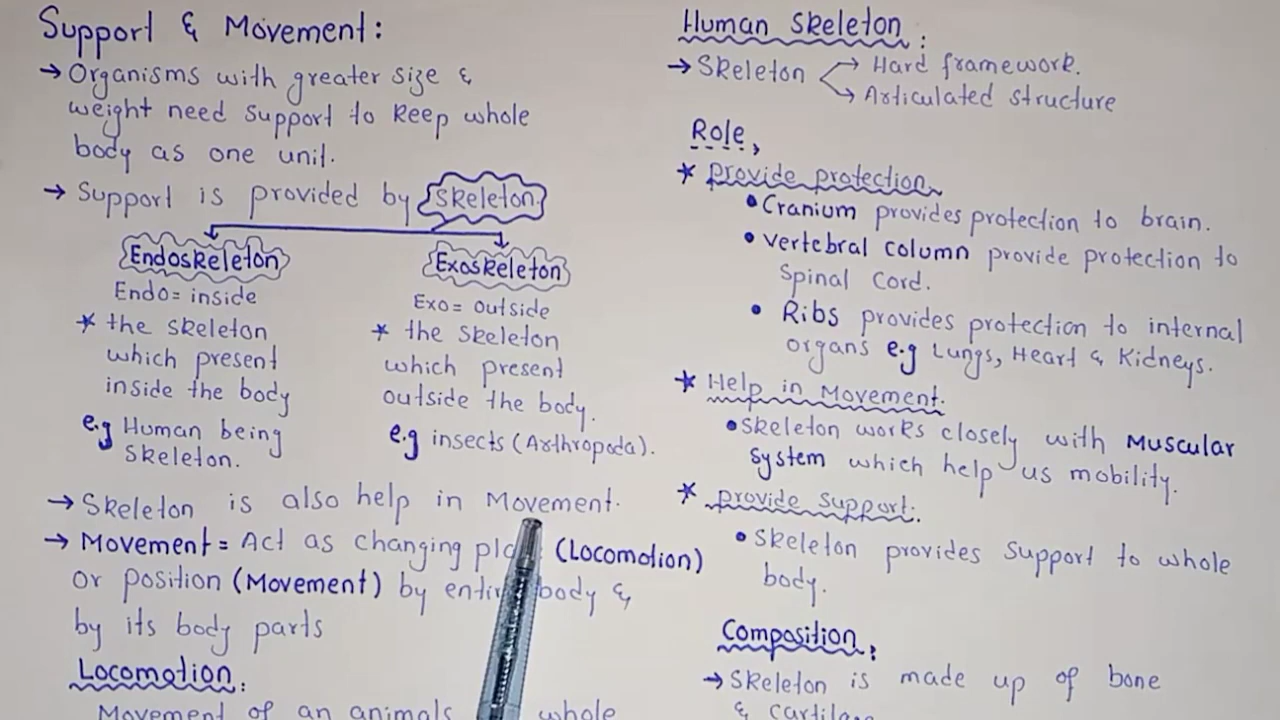 Support & Movement:
→ Organisms with greater size &
weight need support to keep whole
body as one unit.
→ Support is provided by skeleton
Endoskeleton
Endo = inside
* the skeleton
which present
inside the body
e.g Human being
skeleton.
Exoskeleton
Exo = outside
* the skeleton
which present
outside the body.
e.g insects (Arthropoda).
→ Skeleton is also help in Movement.
→ Movement = Act as changing (Locomotion)
or position (Movement) by body &
by its body parts
Locomotion:
Movement of an animals whole
Human Skeleton:
→ Skeleton → Hard framework.
→ Articulated structure
Role,
* provide protection
• Cranium provides protection to brain.
• vertebral column provide protection to
spinal cord.
• Ribs provides protection to internal
organs e.g Lungs, Heart & Kidneys.
* Help in Movement.
• Skeleton works closely with Muscular
system which help us mobility.
* provide support.
• Skeleton provides support to whole
body.
Composition:
→ Skeleton is made up of bone
&